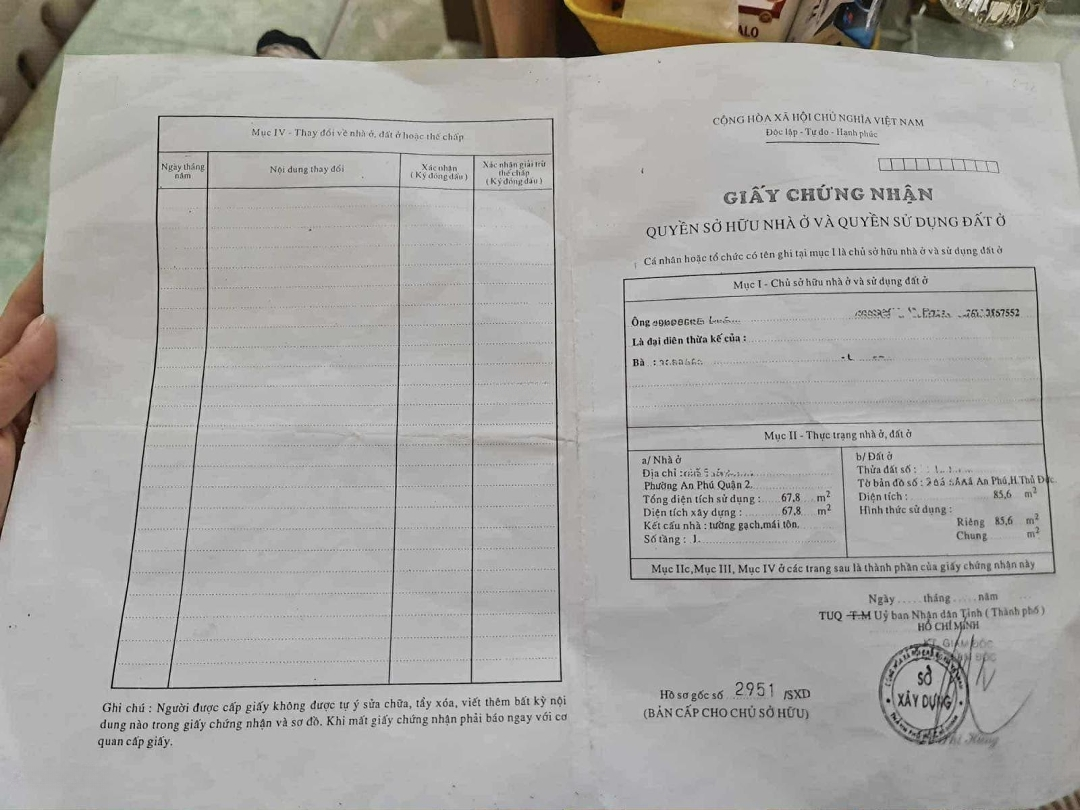 ALO
Mục IV - Thay đổi về nhà ở, đất ở hoặc thế chấp
Ngày tháng năm
Nội dung thay đổi
Xác nhận
( Ký đóng dấu )
Xác nhận giải trừ
thế chấp
( Ký đóng dấu )
Ghi chú : Người được cấp giấy không được tự ý sửa chữa, tẩy xóa, viết thêm bất kỳ nội
dung nào trong giấy chứng nhận và sơ đồ. Khi mất giấy chứng nhận phải báo ngay với cơ
quan cấp giấy.
CỘNG HÒA XÃ HỘI CHỦ NGHĨA VIỆT NAM
Độc lập - Tự do - Hạnh phúc
GIẤY CHỨNG NHẬN
QUYỀN SỞ HỮU NHÀ Ở VÀ QUYỀN SỬ DỤNG ĐẤT Ở
Cá nhân hoặc tổ chức có tên ghi tại mục I là chủ sở hữu nhà ở và sử dụng đất ở
Mục I - Chủ sở hữu nhà ở và sử dụng đất ở
Ông
Là đại diên thừa kế của :
Bà :
Mục II - Thực trạng nhà ở, đất ở
a/ Nhà ở
Địa chỉ :
Phường An Phú Quận 2.
Tổng điện tích sử dụng : 67,8 m2
Diện tích xây dựng : 67,8 m2
Kết cấu nhà : tường gạch,mái tôn.
Số tầng : 1.
b/ Đất ở
Thửa đất số :
Tờ bản đồ số : An Phú,H.Thủ Đức.
Diện tích : 85,6 m2
Hình thức sử dụng :
Riêng 85,6 m2
Chung m2
Mục IIc,Mục III, Mục IV ở các trang sau là thành phần của giấy chứng nhận này
Ngày ..... tháng ..... năm
TUQ T.M Uỷ ban Nhân dân Tỉnh ( Thành phố )
HỒ CHÍ MINH
KT. GIÁM ĐỐC
SỞ
XÂY DỰNG
Hồ sơ gốc số 2951 /SXD
(BẢN CẤP CHO CHỦ SỞ HỮU)